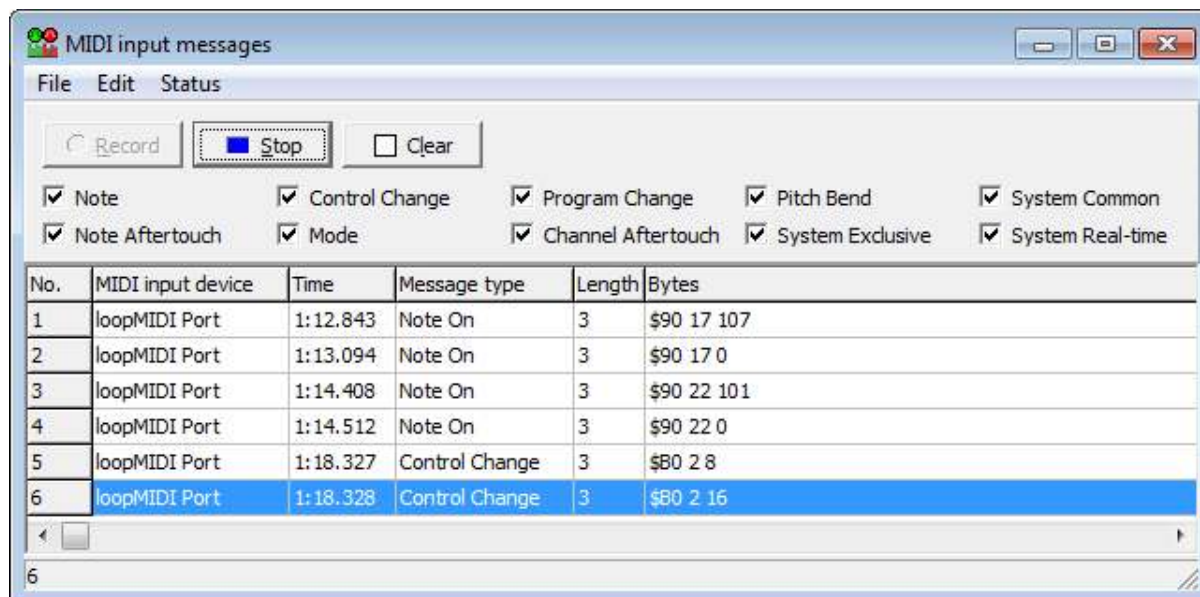 MIDI input messages
File Edit Status
Record Stop Clear
Note Control Change Program Change Pitch Bend System Common
Note Aftertouch Mode Channel Aftertouch System Exclusive System Real-time
No. MIDI input device Time Message type Length Bytes
1 loopMIDI Port 1:12.843 Note On 3 $90 17 107
2 loopMIDI Port 1:13.094 Note On 3 $90 17 0
3 loopMIDI Port 1:14.408 Note On 3 $90 22 101
4 loopMIDI Port 1:14.512 Note On 3 $90 22 0
5 loopMIDI Port 1:18.327 Control Change 3 $B0 2 8
6 loopMIDI Port 1:18.328 Control Change 3 $B0 2 16
6